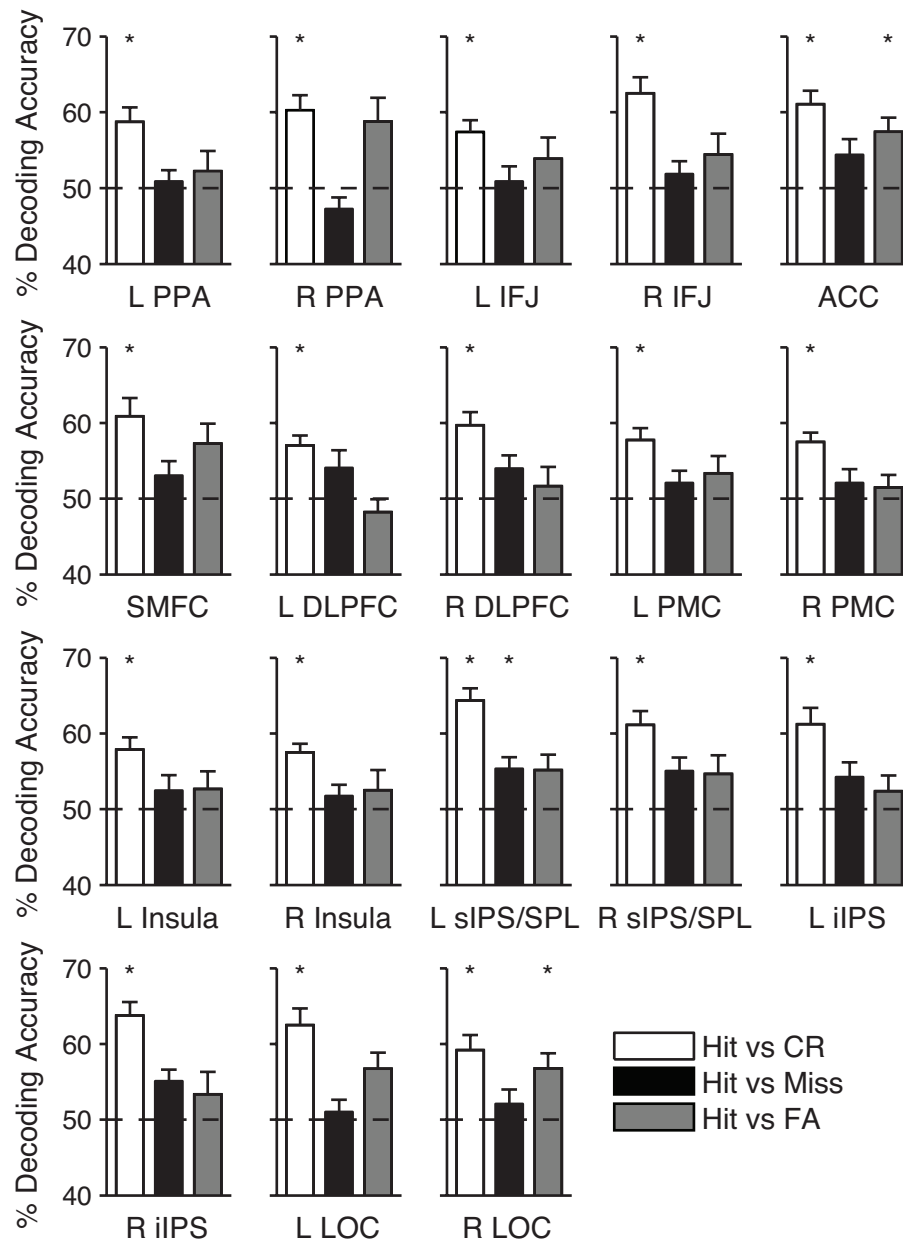 % Decoding Accuracy
70
60
50
40
* * * * * *
L PPA R PPA L IFJ R IFJ ACC
% Decoding Accuracy
70
60
50
40
* * * * *
SMFC L DLPFC R DLPFC L PMC R PMC
% Decoding Accuracy
70
60
50
40
* * * * * *
L Insula R Insula L sIPS/SPL R sIPS/SPL L iIPS
% Decoding Accuracy
70
60
50
40
* * * *
R iIPS L LOC R LOC
Hit vs CR
Hit vs Miss
Hit vs FA